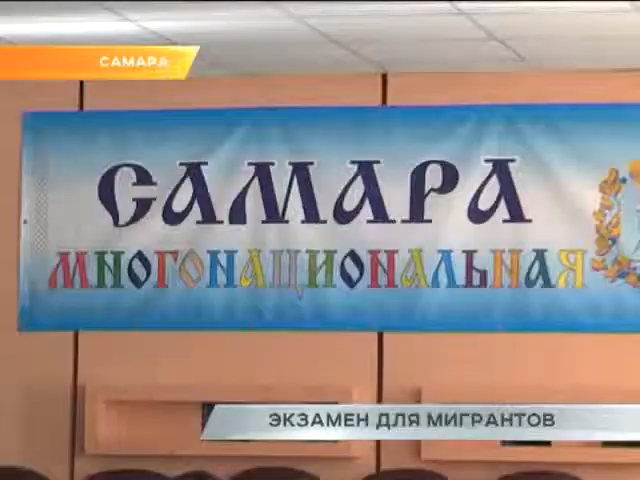 САМАРА
САМАРА
МНОГОНАЦИОНАЛЬНАЯ
ЭКЗАМЕН ДЛЯ МИГРАНТОВ